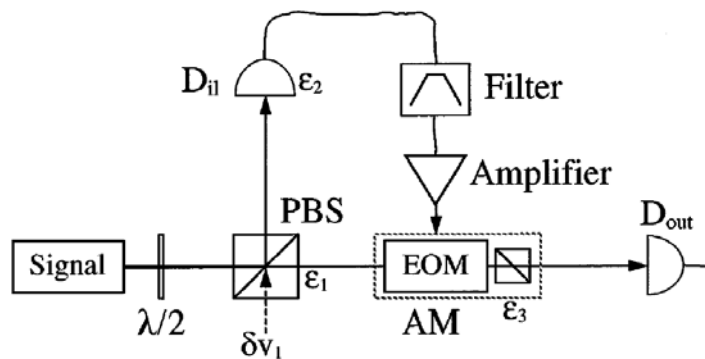 D_il ε₂
Filter
Amplifier
PBS
D_out
Signal
ε₁
EOM
λ/2
AM
ε₃
δv₁